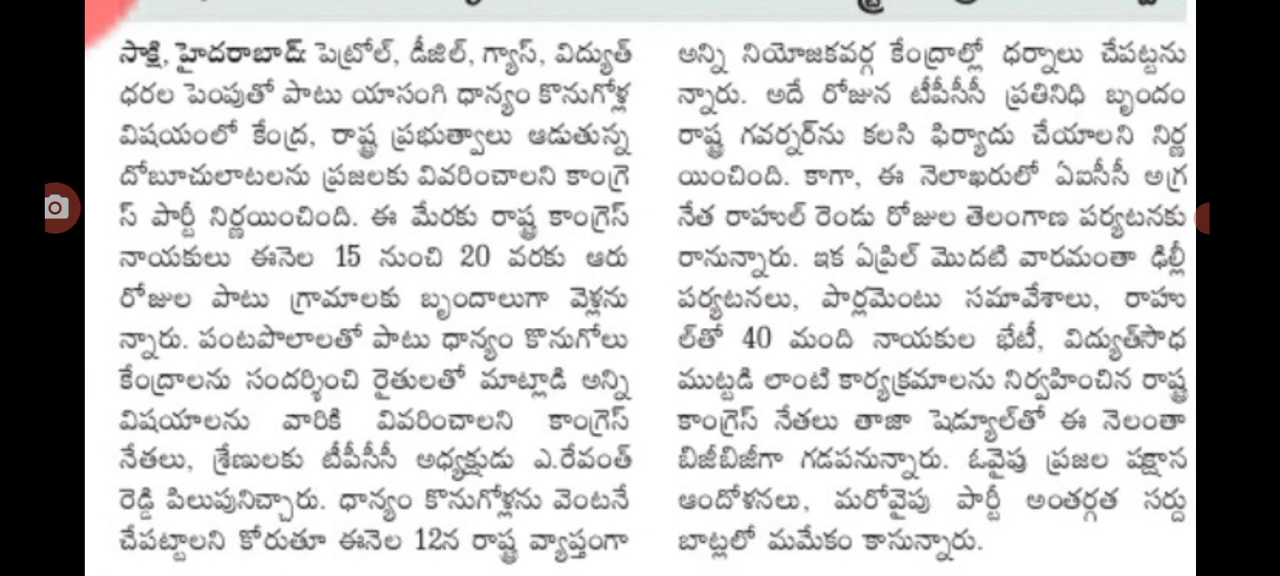 సాక్షి, హైదరాబాద్: పెట్రోల్, డీజిల్, గ్యాస్, విద్యుత్
ధరల పెంపుతో పాటు యాసంగి ధాన్యం కొనుగోళ్ల
విషయంలో కేంద్ర, రాష్ట్ర ప్రభుత్వాలు ఆడుతున్న
దోబూచులాటలను ప్రజలకు వివరించాలని కాంగ్రె
స్ పార్టీ నిర్ణయించింది. ఈ మేరకు రాష్ట్ర కాంగ్రెస్
నాయకులు ఈనెల 15 నుంచి 20 వరకు ఆరు
రోజుల పాటు గ్రామాలకు బృందాలుగా వెళ్లను
న్నారు. పంటపొలాలతో పాటు ధాన్యం కొనుగోలు
కేంద్రాలను సందర్శించి రైతులతో మాట్లాడి అన్ని
విషయాలను వారికి వివరించాలని కాంగ్రెస్
నేతలు, శ్రేణులకు టీపీసీసీ అధ్యక్షుడు ఎ.రేవంత్
రెడ్డి పిలుపునిచ్చారు. ధాన్యం కొనుగోళ్లను వెంటనే
చేపట్టాలని కోరుతూ ఈనెల 12న రాష్ట్ర వ్యాప్తంగా
అన్ని నియోజకవర్గ కేంద్రాల్లో ధర్నాలు చేపట్టను
న్నారు. అదే రోజున టీపీసీసీ ప్రతినిధి బృందం
రాష్ట్ర గవర్నర్‌ను కలసి ఫిర్యాదు చేయాలని నిర్ణ
యించింది. కాగా, ఈ నెలాఖరులో ఏఐసీసీ అగ్ర
నేత రాహుల్ రెండు రోజుల తెలంగాణ పర్యటనకు
రానున్నారు. ఇక ఏప్రిల్ మొదటి వారమంతా ఢిల్లీ
పర్యటనలు, పార్లమెంటు సమావేశాలు, రాహు
ల్‌తో 40 మంది నాయకుల భేటీ, విద్యుత్‌సౌధ
ముట్టడి లాంటి కార్యక్రమాలను నిర్వహించిన రాష్ట్ర
కాంగ్రెస్ నేతలు తాజా షెడ్యూల్‌తో ఈ నెలంతా
బిజీబిజీగా గడపనున్నారు. ఓవైపు ప్రజల పక్షాన
ఆందోళనలు, మరోవైపు పార్టీ అంతర్గత సర్దు
బాట్లలో మమేకం కానున్నారు.